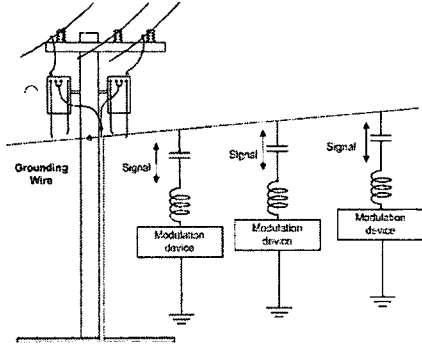 Grounding
Wire
Signal
Modulation
device
Signal
Modulation
device
Signal
Modulation
device